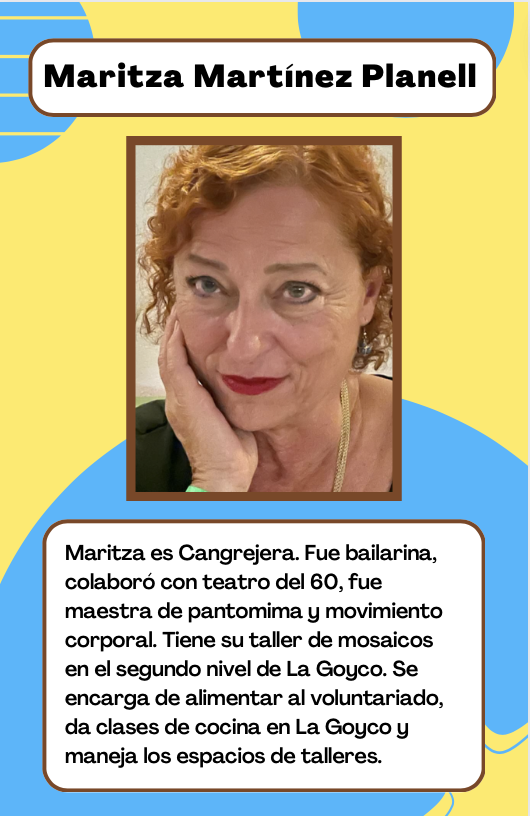 Maritza Martínez Planell
Maritza es Cangrejera. Fue bailarina,
colaboró con teatro del 60, fue
maestra de pantomima y movimiento
corporal. Tiene su taller de mosaicos
en el segundo nivel de La Goyco. Se
encarga de alimentar al voluntariado,
da clases de cocina en La Goyco y
maneja los espacios de talleres.